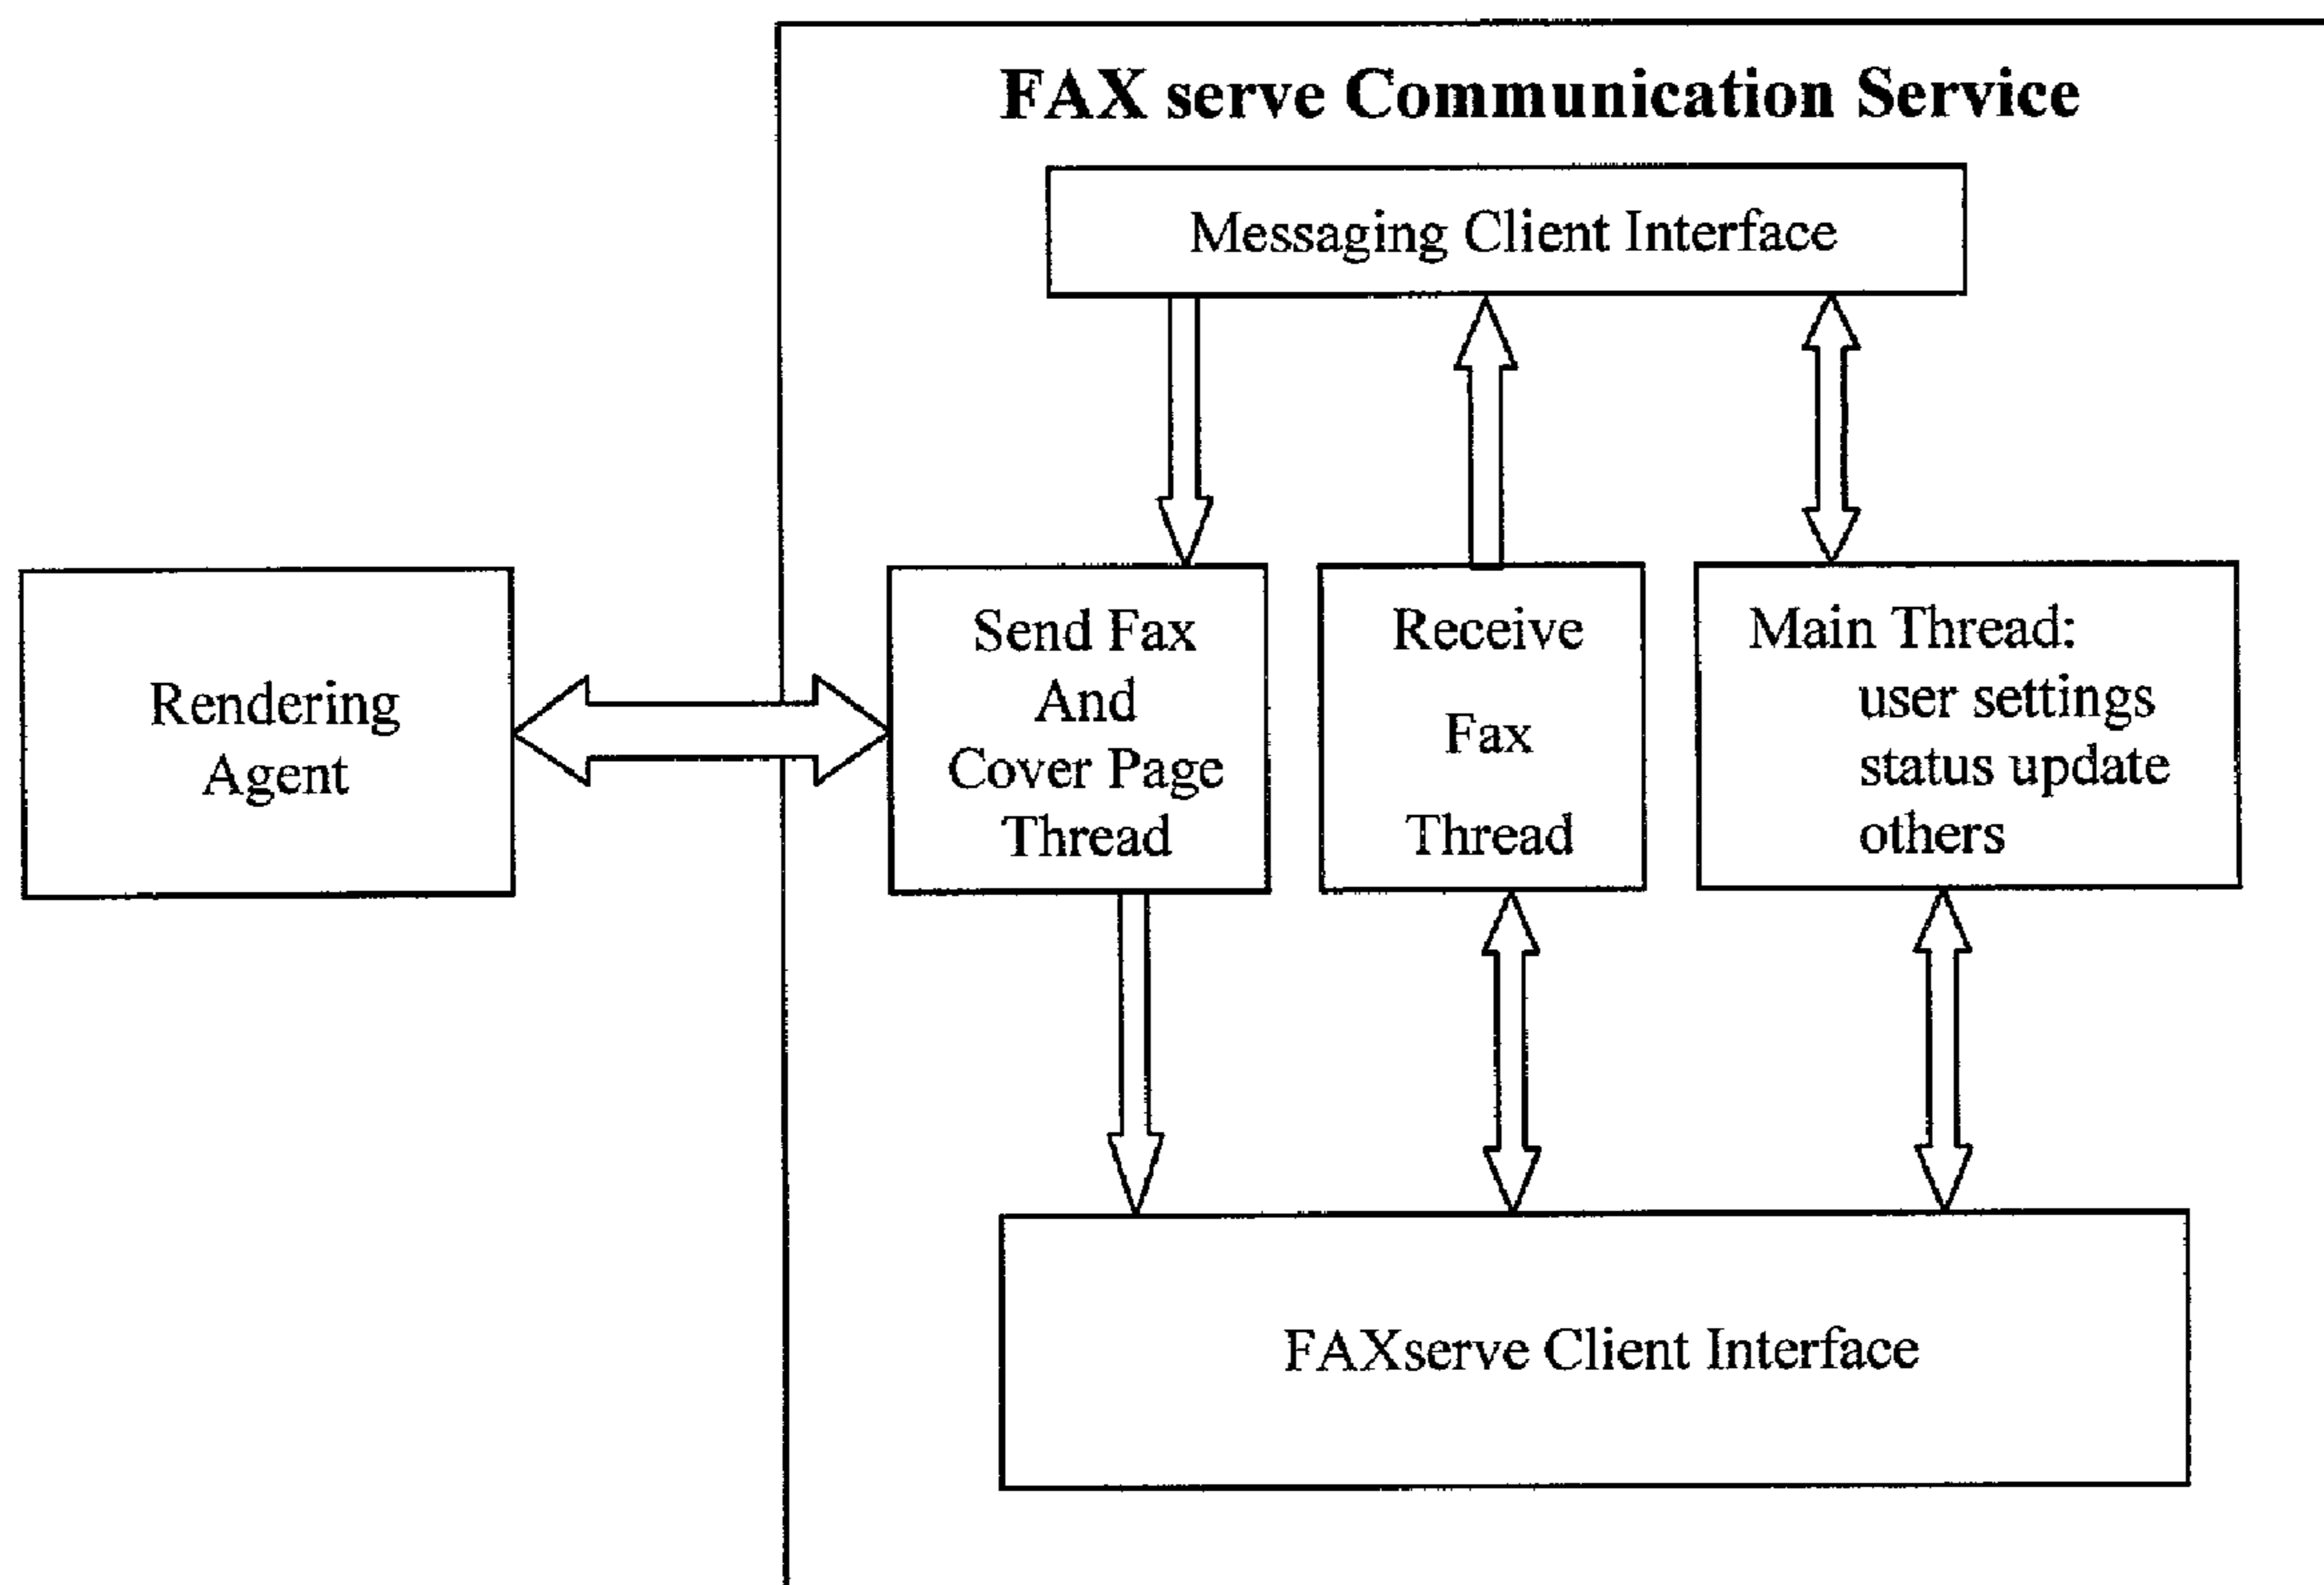 FAX serve Communication Service
Messaging Client Interface
Rendering
Agent
Send Fax
And
Cover Page
Thread
Receive
Fax
Thread
Main Thread:
user settings
status update
others
FAXserve Client Interface